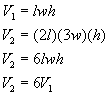 V₁ = lwh
V₂ = (2l)(3w)(h)
V₂ = 6lwh
V₂ = 6V₁